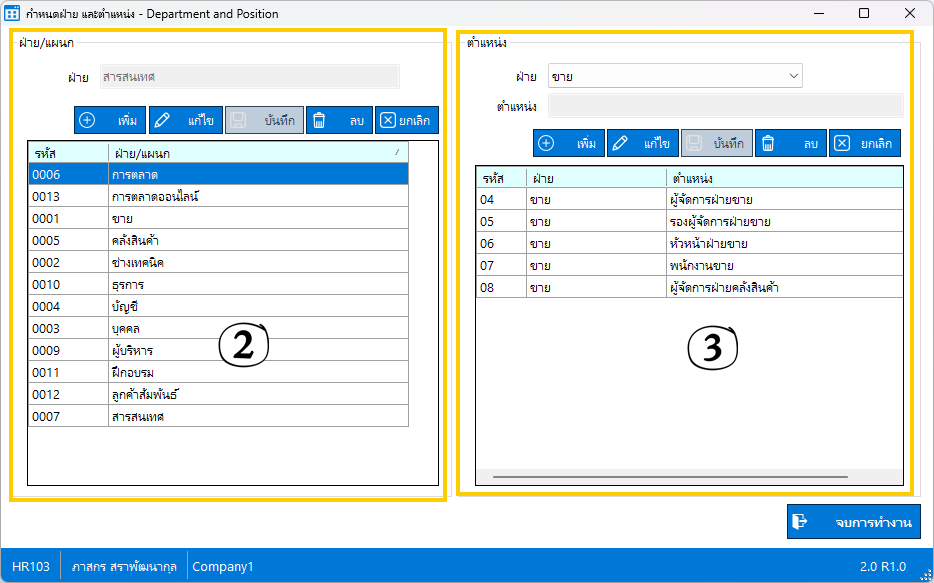 กำหนดฝ่าย และตำแหน่ง - Department and Position
ฝ่าย/แผนก
ฝ่าย สารสนเทศ
เพิ่ม แก้ไข บันทึก ลบ ยกเลิก
รหัส ฝ่าย/แผนก
0006 การตลาด
0013 การตลาดออนไลน์
0001 ขาย
0005 คลังสินค้า
0002 ช่างเทคนิค
0010 ธุรการ
0004 บัญชี
0003 บุคคล
0009 ผู้บริหาร
0011 ฝึกอบรม
0012 ลูกค้าสัมพันธ์
0007 สารสนเทศ
2
ตำแหน่ง
ฝ่าย ขาย
ตำแหน่ง
เพิ่ม แก้ไข บันทึก ลบ ยกเลิก
รหัส ฝ่าย ตำแหน่ง
04 ขาย ผู้จัดการฝ่ายขาย
05 ขาย รองผู้จัดการฝ่ายขาย
06 ขาย หัวหน้าฝ่ายขาย
07 ขาย พนักงานขาย
08 ขาย ผู้จัดการฝ่ายคลังสินค้า
3
จบการทำงาน
HR103 ภาสกร สราพัฒนากุล Company1 2.0 R1.0